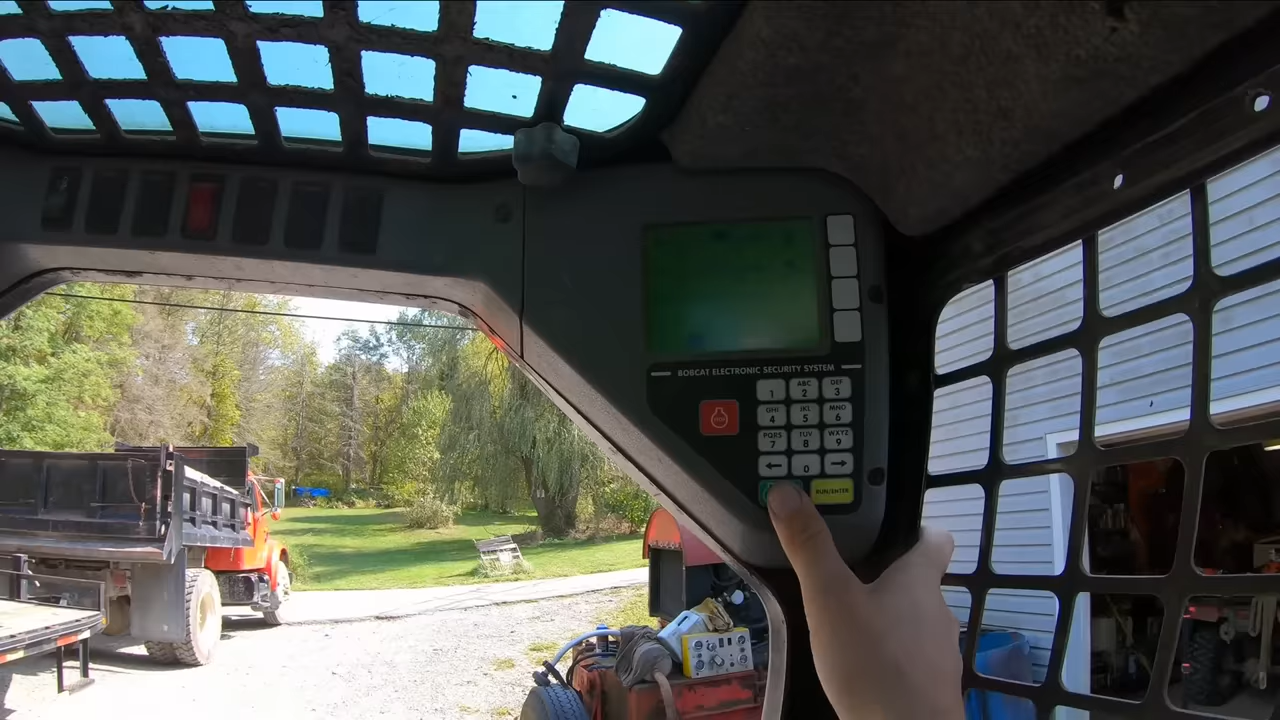 BOBCAT ELECTRONIC SECURITY SYSTEM
1 ABC 2 DEF 3
GHI 4 JKL 5 MNO 6
PQRS 7 TUV 8 WXYZ 9
0
RUN/ENTER